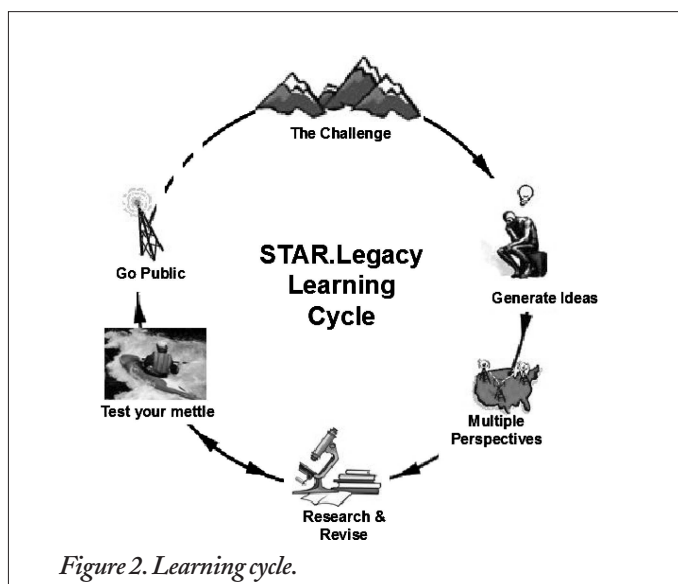 The Challenge
STAR.Legacy
Learning
Cycle
Generate Ideas
Multiple
Perspectives
Research &
Revise
Test your mettle
Go Public
Figure 2. Learning cycle.